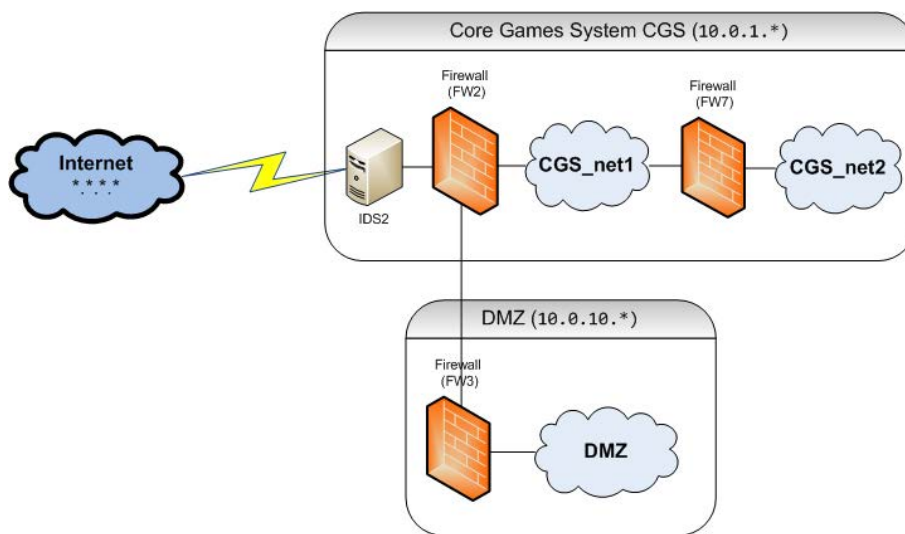 Core Games System CGS (10.0.1.*)
Firewall
(FW2)
Firewall
(FW7)
Internet
*.*.*.*
CGS_net1
CGS_net2
IDS2
DMZ (10.0.10.*)
Firewall
(FW3)
DMZ